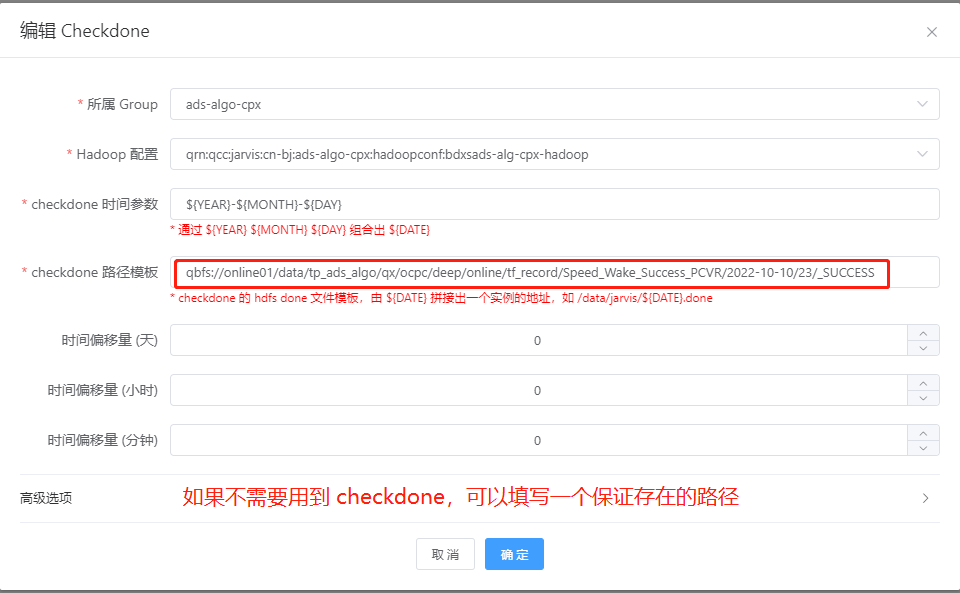 编辑 Checkdone
* 所属 Group
ads-algo-cpx
* Hadoop 配置
qrn:qcc:jarvis:cn-bj:ads-algo-cpx:hadoopconf:bdxsads-alg-cpx-hadoop
* checkdone 时间参数
${YEAR}-${MONTH}-${DAY}
* 通过 ${YEAR} ${MONTH} ${DAY} 组合出 ${DATE}
* checkdone 路径模板
qbfs://online01/data/tp_ads_algo/qx/ocpc/deep/online/tf_record/Speed_Wake_Success_PCVR/2022-10-10/23/_SUCCESS
* checkdone 的 hdfs done 文件模板，由 ${DATE} 拼接出一个实例的地址，如 /data/jarvis/${DATE}.done
时间偏移量 (天)
0
时间偏移量 (小时)
0
时间偏移量 (分钟)
0
高级选项
如果不需要用到 checkdone，可以填写一个保证存在的路径
取消
确定